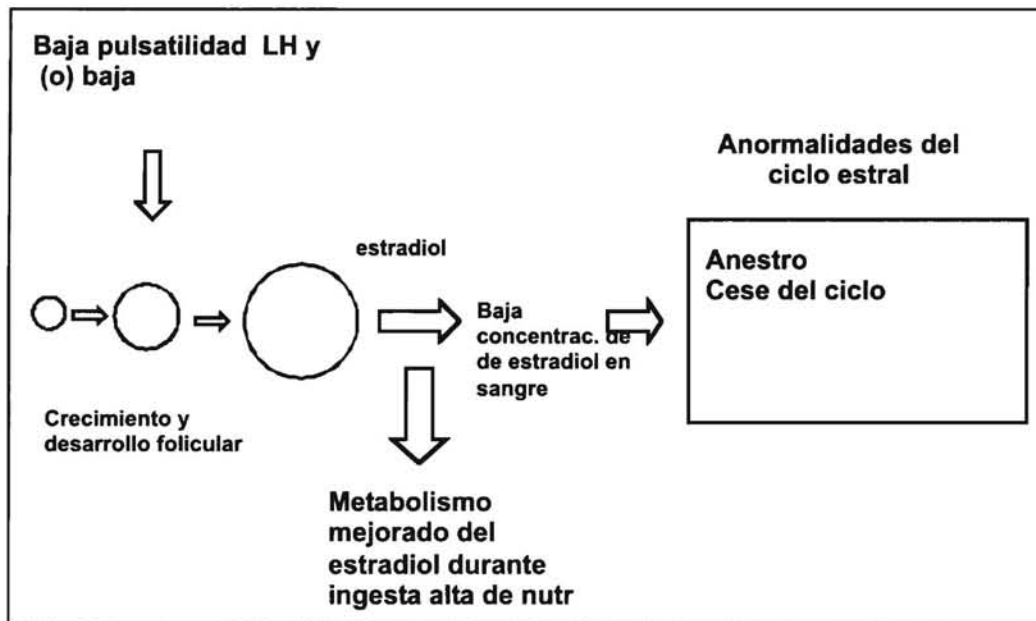 Baja pulsatilidad LH y
(o) baja
Anormalidades del
ciclo estral
estradiol
Anestro
Cese del ciclo
Baja
concentrac. de
de estradiol en
sangre
Crecimiento y
desarrollo folicular
Metabolismo
mejorado del
estradiol durante
ingesta alta de nutr